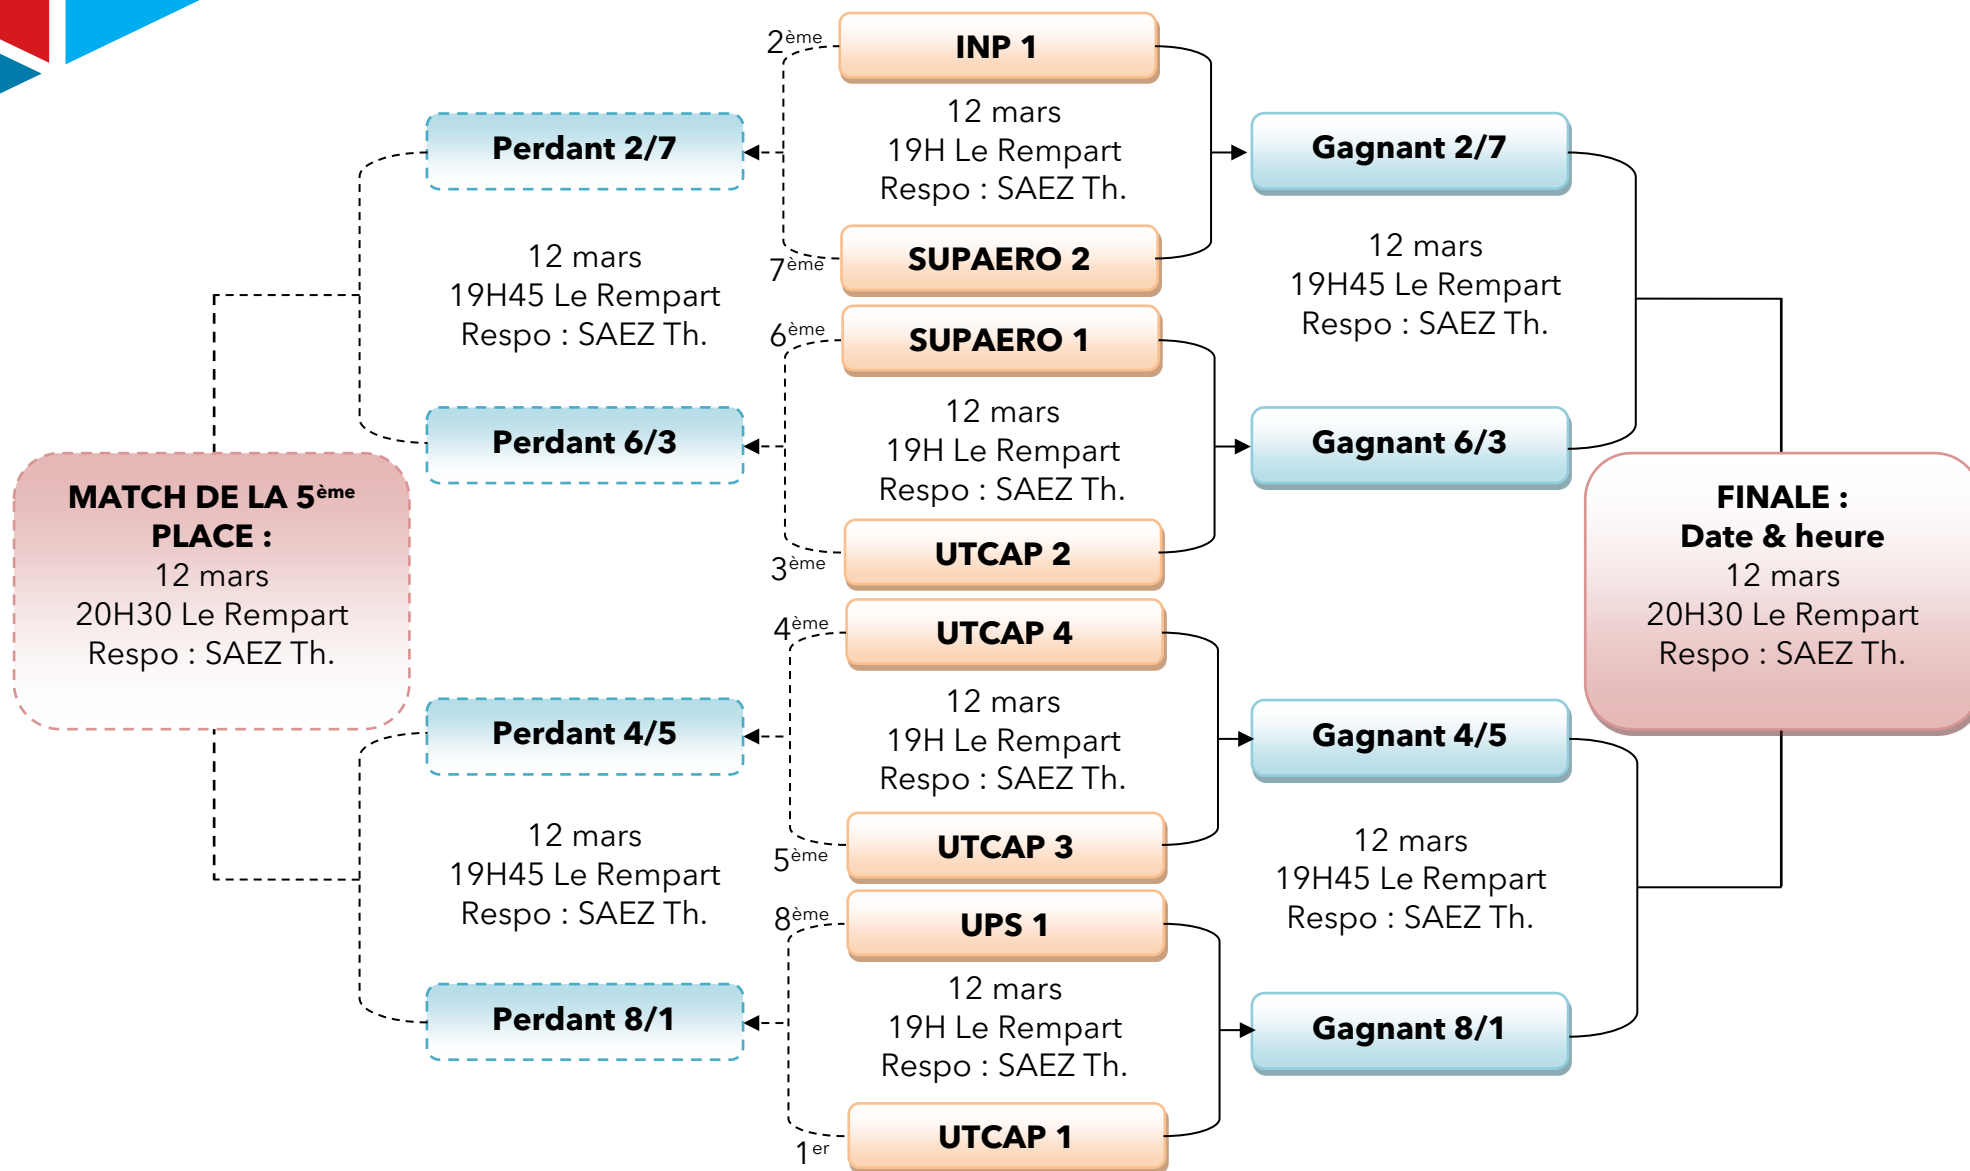 2ème
INP 1
12 mars
19H Le Rempart
Respo : SAEZ Th.
7ème
SUPAERO 2
Perdant 2/7
Gagnant 2/7
12 mars
19H45 Le Rempart
Respo : SAEZ Th.
12 mars
19H45 Le Rempart
Respo : SAEZ Th.
6ème
SUPAERO 1
12 mars
19H Le Rempart
Respo : SAEZ Th.
3ème
UTCAP 2
Perdant 6/3
Gagnant 6/3
MATCH DE LA 5ème
PLACE :
12 mars
20H30 Le Rempart
Respo : SAEZ Th.
FINALE :
Date & heure
12 mars
20H30 Le Rempart
Respo : SAEZ Th.
4ème
UTCAP 4
12 mars
19H Le Rempart
Respo : SAEZ Th.
5ème
UTCAP 3
Perdant 4/5
Gagnant 4/5
12 mars
19H45 Le Rempart
Respo : SAEZ Th.
12 mars
19H45 Le Rempart
Respo : SAEZ Th.
8ème
UPS 1
12 mars
19H Le Rempart
Respo : SAEZ Th.
1er
UTCAP 1
Perdant 8/1
Gagnant 8/1